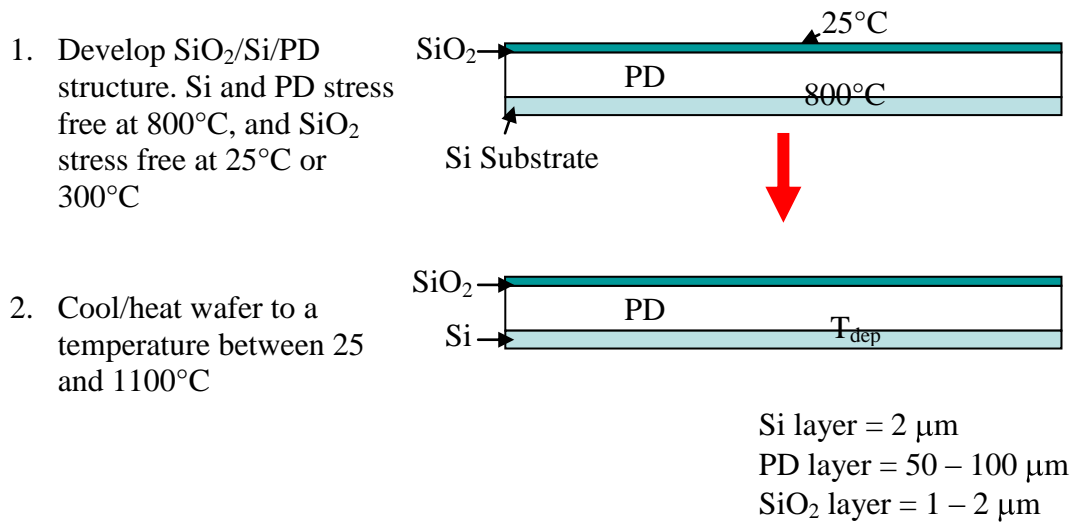 1. Develop SiO₂/Si/PD
structure. Si and PD stress
free at 800°C, and SiO₂
stress free at 25°C or
300°C
25°C
SiO₂
PD
800°C
Si Substrate
2. Cool/heat wafer to a
temperature between 25
and 1100°C
SiO₂
PD
Si
T_dep
Si layer = 2 μm
PD layer = 50 – 100 μm
SiO₂ layer = 1 – 2 μm